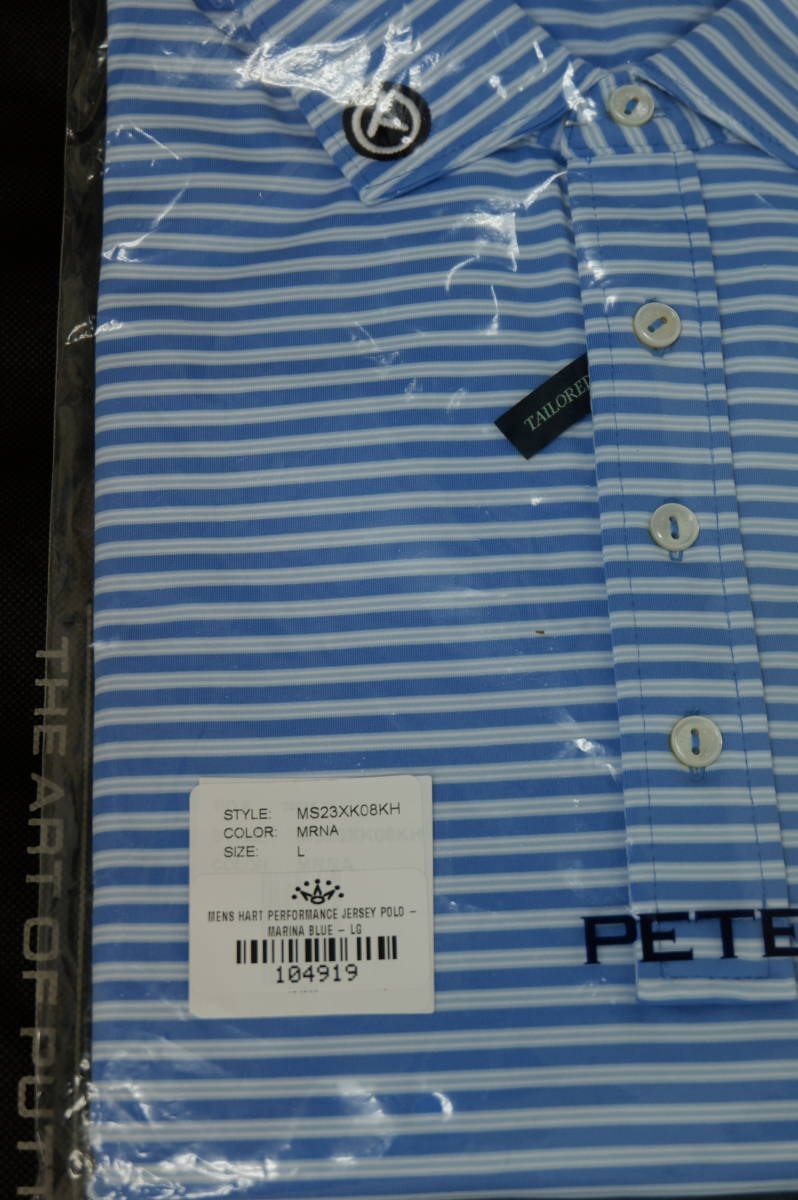 TAILORED
STYLE: MS23XK08KH
COLOR: MRNA
SIZE: L
MENS HART PERFORMANCE JERSEY POLO –
MARINA BLUE – LG
104919
PETE
THE ART OF PUTT